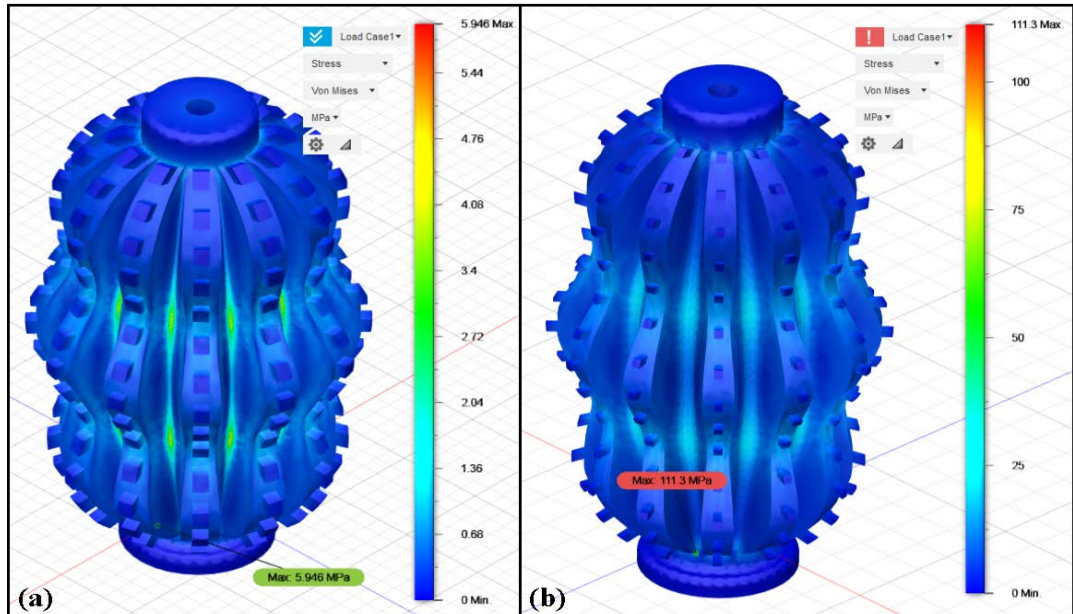 Load Case1
Stress
Von Mises
MPa
5.946 Max.
5.44
4.76
4.08
3.4
2.72
2.04
1.36
0.68
0 Min.
Max: 5.946 MPa
(a)
! Load Case1
Stress
Von Mises
MPa
111.3 Max.
100
75
50
25
0 Min.
Max: 111.3 MPa
(b)